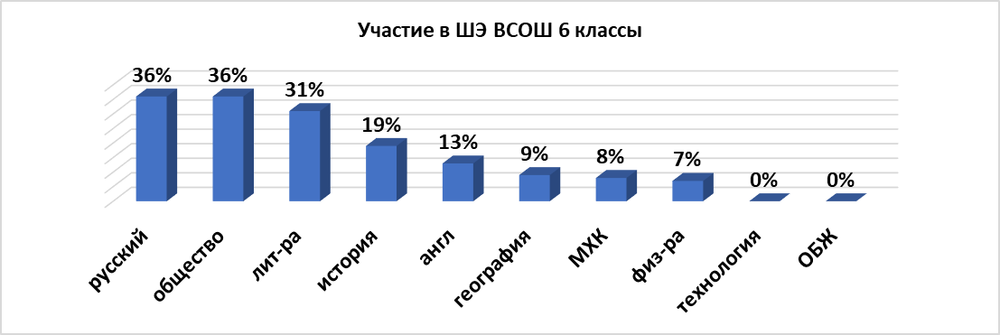 Участие в ШЭ ВСОШ 6 классы
36%
36%
31%
19%
13%
9%
8%
7%
0%
0%
русский
общество
лит-ра
история
англ
география
МХК
физ-ра
технология
ОБЖ